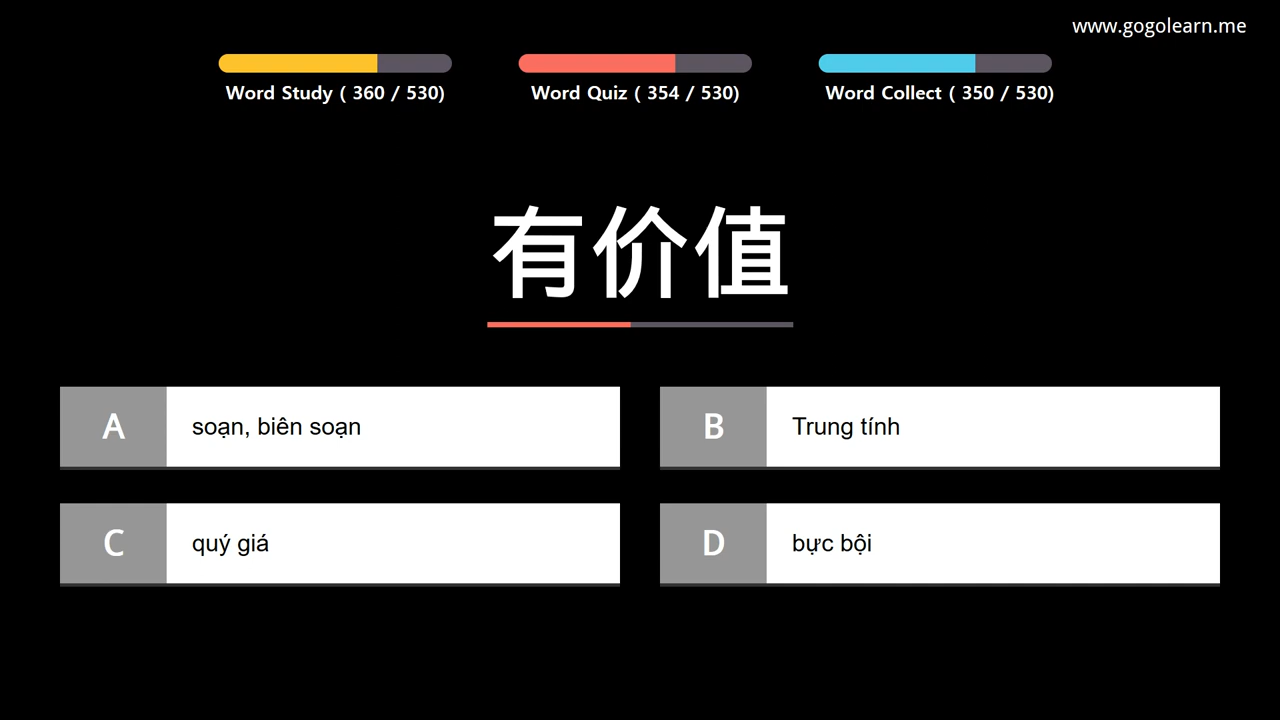 www.gogolearn.me
Word Study ( 360 / 530)
Word Quiz ( 354 / 530)
Word Collect ( 350 / 530)
有价值
A
soạn, biên soạn
B
Trung tính
C
quý giá
D
bực bội